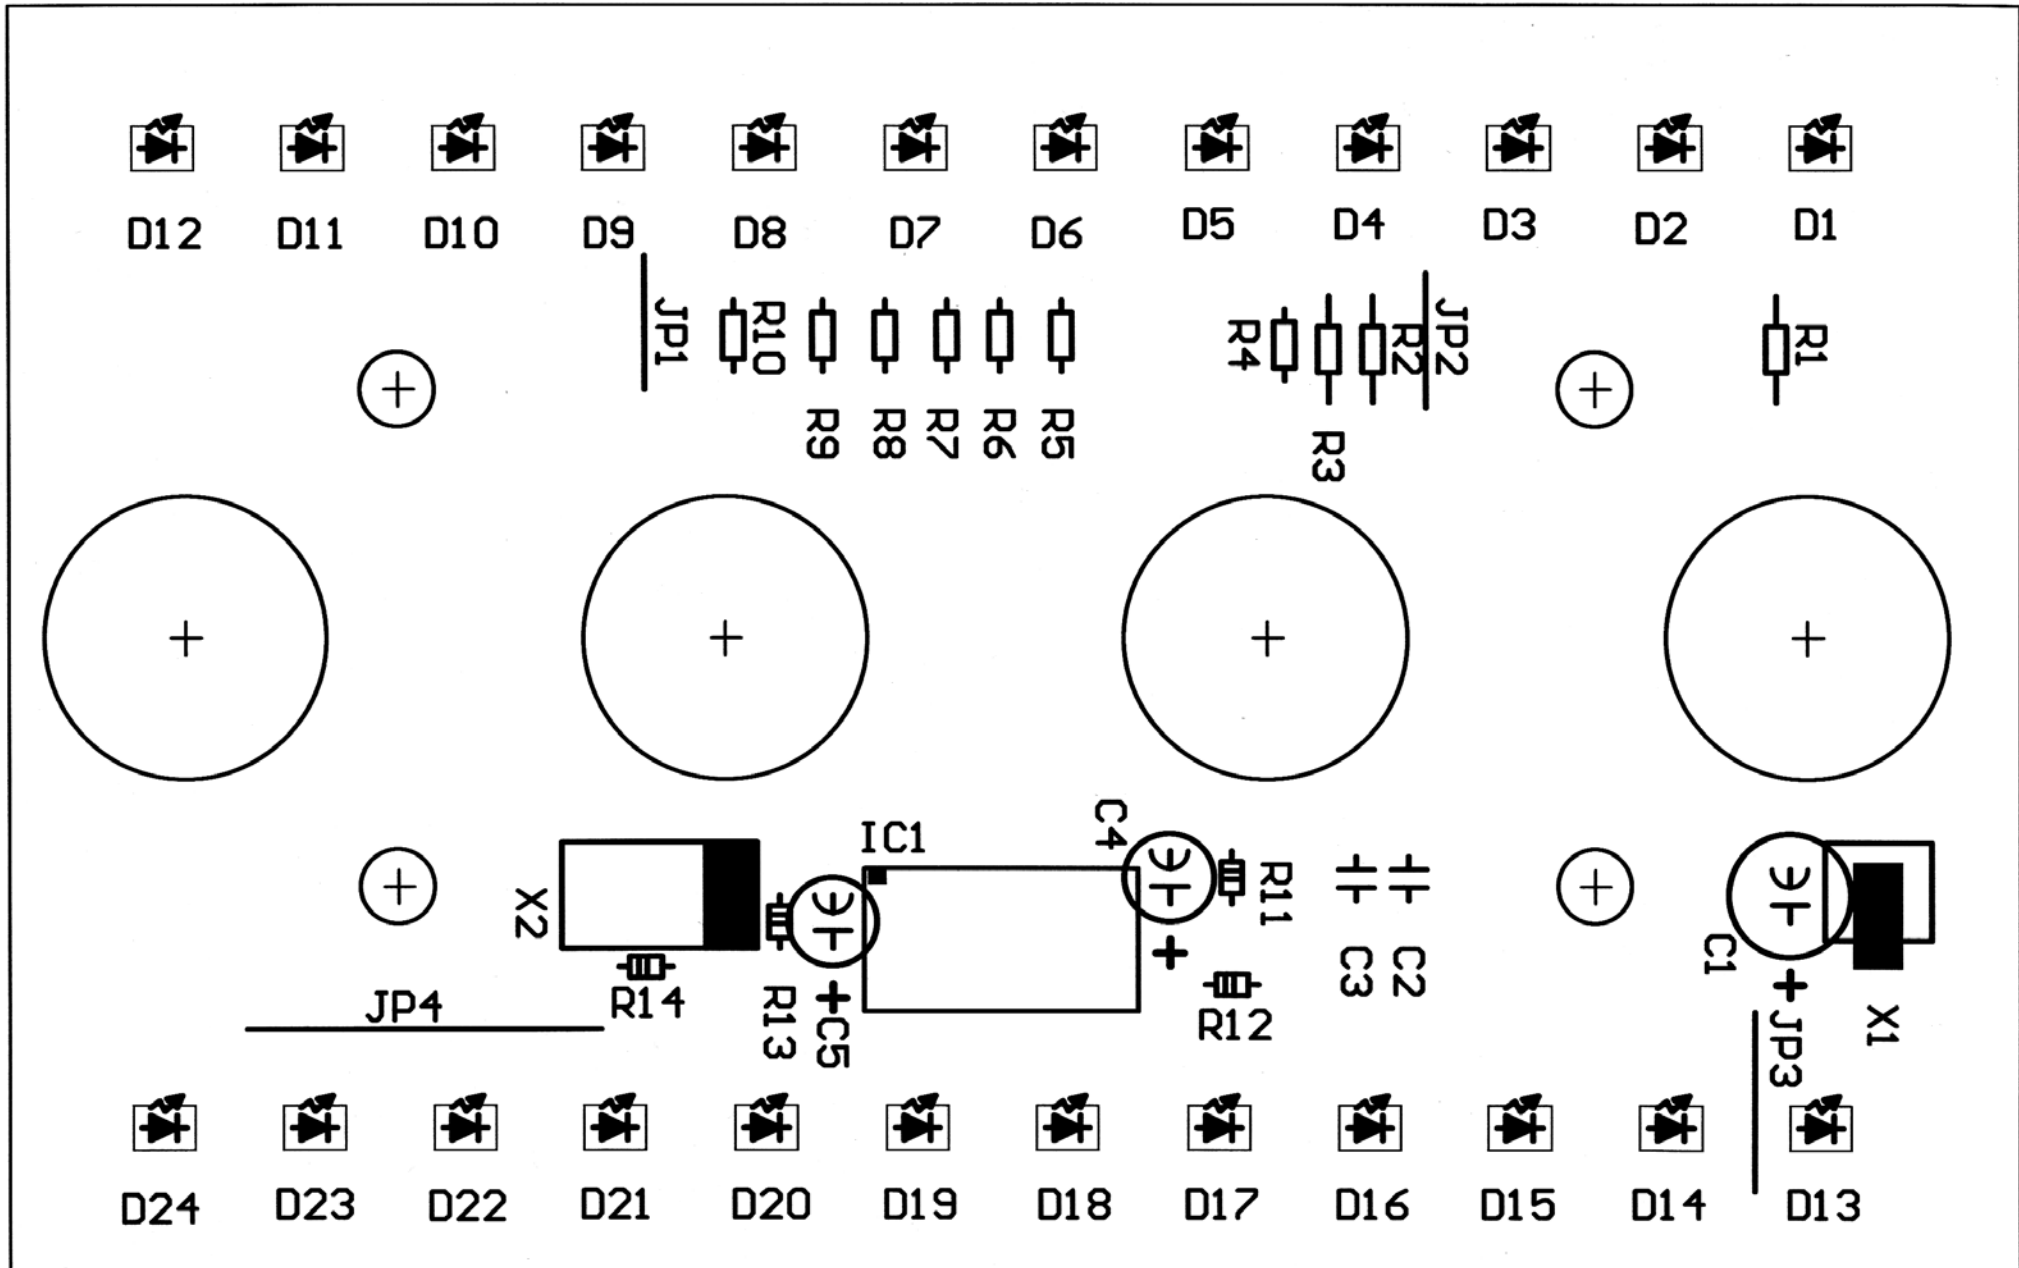 D12 D11 D10 D9 D8 D7 D6 D5 D4 D3 D2 D1
JP1 R10 R4 R2 JP2 R1
R9 R8 R7 R6 R5 R3
IC1 C4
X2 R11
C3 C2 C1
JP4 R14 R13 + C5 + R12 + JP3 X1
D24 D23 D22 D21 D20 D19 D18 D17 D16 D15 D14 D13